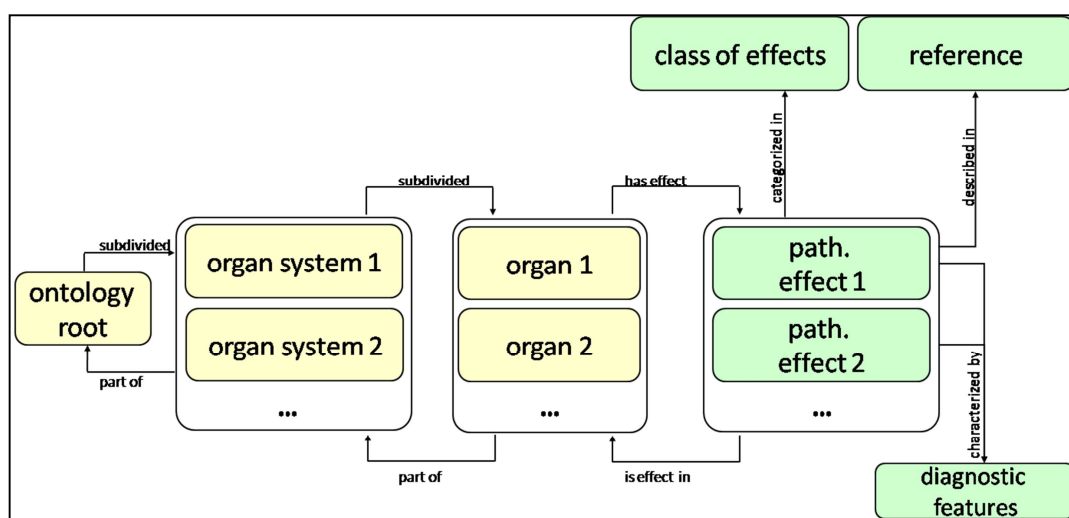 class of effects
reference
categorized in
described in
subdivided
has effect
subdivided
organ system 1
organ 1
path.
effect 1
ontology
root
organ system 2
organ 2
path.
effect 2
part of
...
...
...
characterized by
part of
is effect in
diagnostic
features